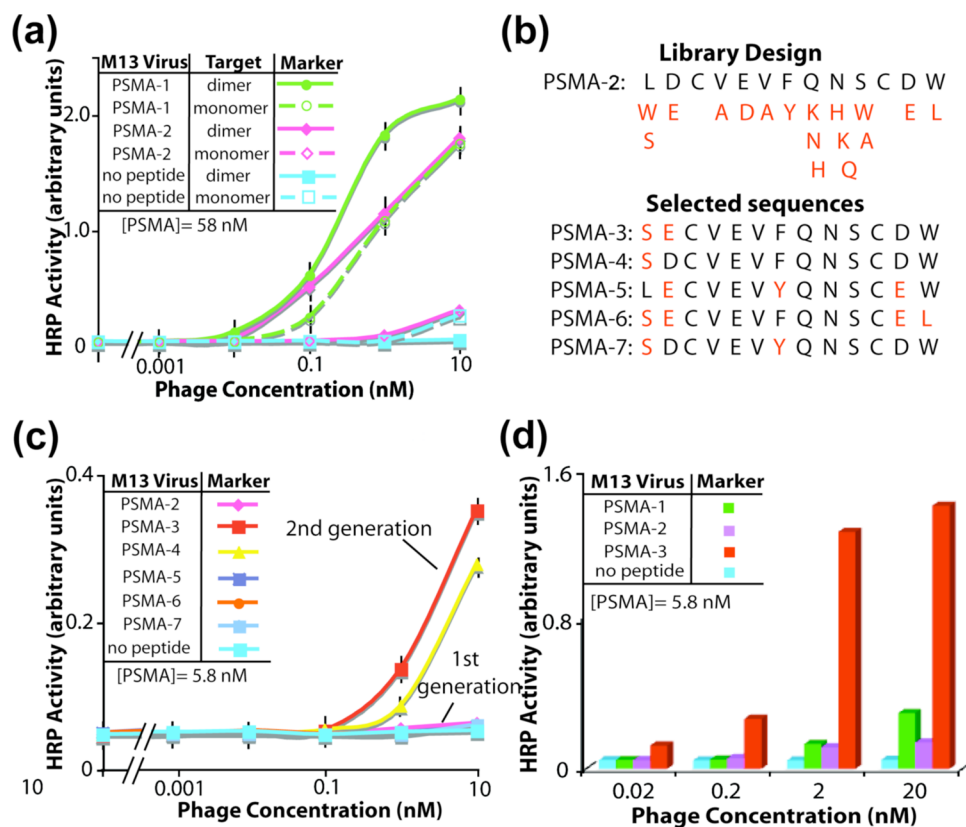 (a)
M13 Virus Target Marker
PSMA-1 dimer
PSMA-1 monomer
PSMA-2 dimer
PSMA-2 monomer
no peptide dimer
no peptide monomer
[PSMA]= 58 nM
HRP Activity (arbitrary units)
2.0
1.0
0
0.001 0.1 10
Phage Concentration (nM)
(b)
Library Design
PSMA-2: L D C V E V F Q N S C D W
W E A D A Y K H W E L
S N K A
H Q
Selected sequences
PSMA-3: S E C V E V F Q N S C D W
PSMA-4: S D C V E V F Q N S C D W
PSMA-5: L E C V E V Y Q N S C E W
PSMA-6: S E C V E V F Q N S C E L
PSMA-7: S D C V E V Y Q N S C D W
(c)
HRP Activity (arbitrary units)
0.4
0.2
0
M13 Virus Marker
PSMA-2
PSMA-3
PSMA-4
PSMA-5
PSMA-6
PSMA-7
no peptide
[PSMA]= 5.8 nM
2nd generation
1st
generation
10 0.001 0.1 10
Phage Concentration (nM)
(d)
HRP Activity (arbitrary units)
1.6
0.8
0
M13 Virus Marker
PSMA-1
PSMA-2
PSMA-3
no peptide
[PSMA]= 5.8 nM
0.02 0.2 2 20
Phage Concentration (nM)